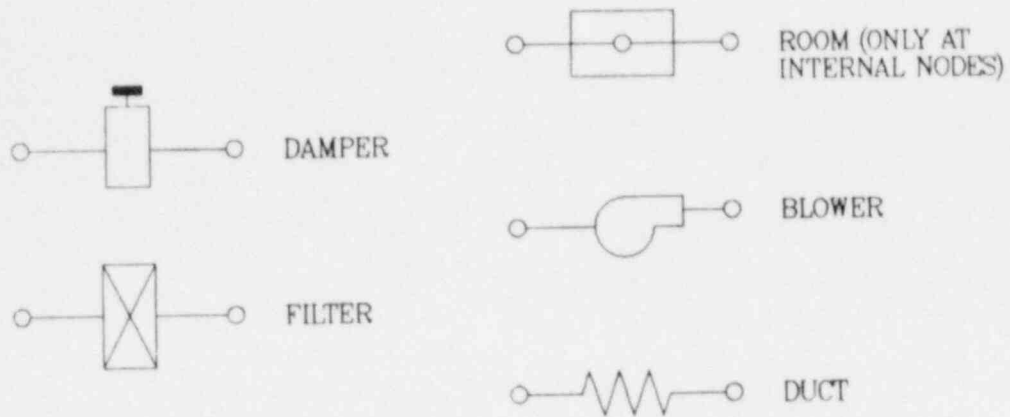 DAMPER
FILTER
ROOM (ONLY AT
INTERNAL NODES)
BLOWER
DUCT